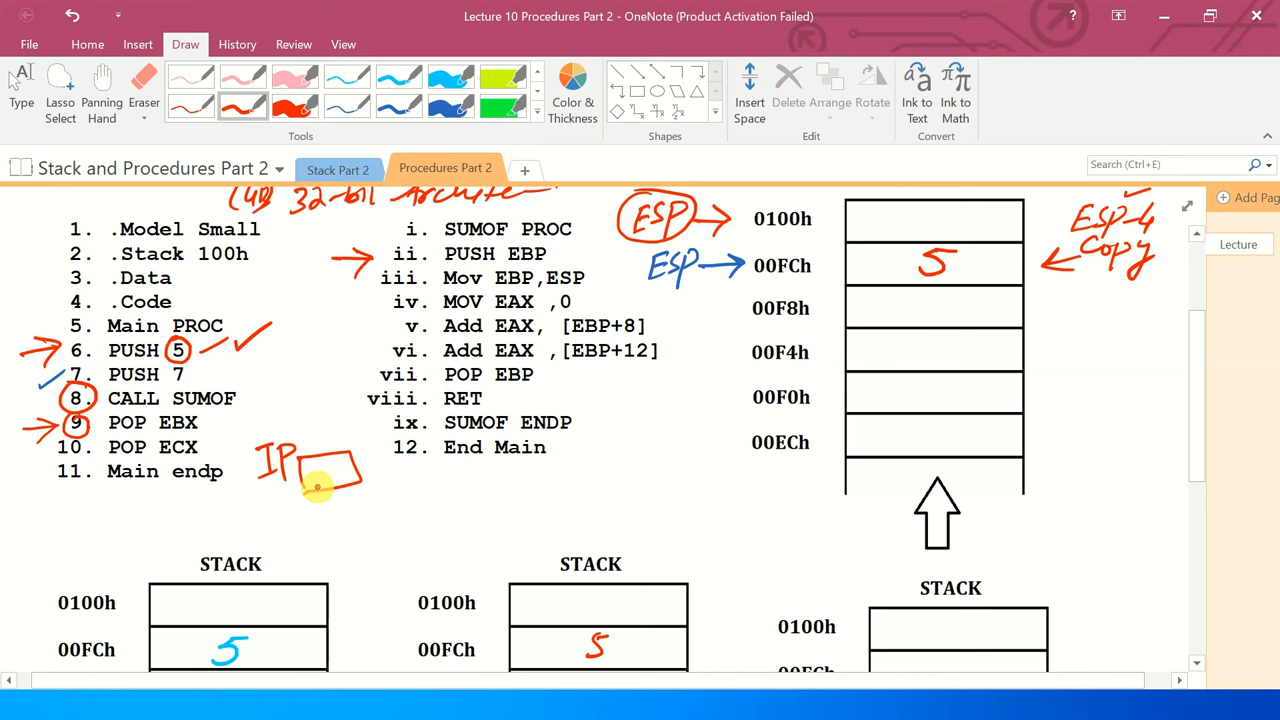 Lecture 10 Procedures Part 2 - OneNote (Product Activation Failed)
?
File Home Insert Draw History Review View
Type Lasso Select Panning Hand Eraser
Color & Thickness
Insert Space Delete Arrange Rotate Ink to Text Ink to Math
Tools Shapes Edit Convert
Stack and Procedures Part 2 Stack Part 2 Procedures Part 2
Search (Ctrl+E)
Add Pag
Lecture
32-bit
1. .Model Small
2. .Stack 100h
3. .Data
4. .Code
5. Main PROC
6. PUSH 5
7. PUSH 7
8. CALL SUMOF
9. POP EBX
10. POP ECX
11. Main endp
IP
i. SUMOF PROC
ii. PUSH EBP
iii. Mov EBP,ESP
iv. MOV EAX ,0
v. Add EAX, [EBP+8]
vi. Add EAX ,[EBP+12]
vii. POP EBP
viii. RET
ix. SUMOF ENDP
12. End Main
ESP 0100h
ESP 00FCh 5
00F8h
00F4h
00F0h
00ECh
ESP-4
Copy
STACK
0100h
00FCh 5
STACK
0100h
00FCh 5
STACK
0100h
00FCh